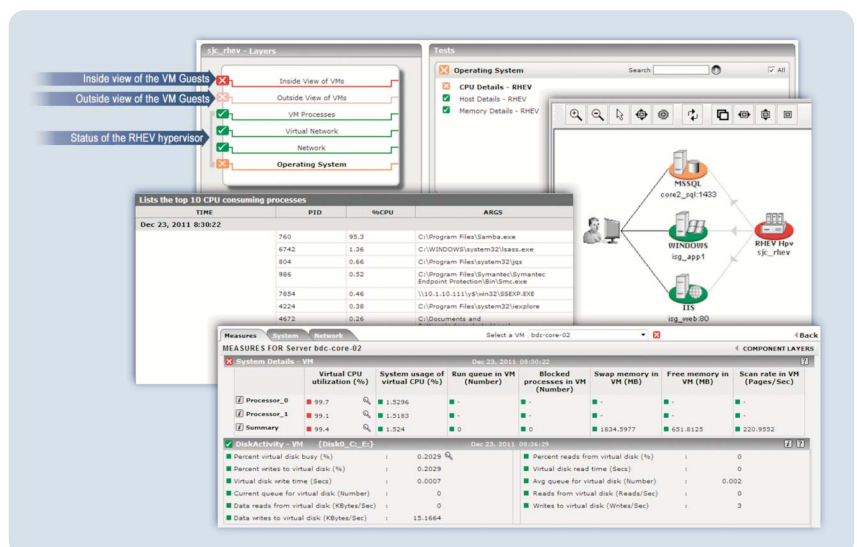 sjc_rhev - Layers
Inside view of the VM Guests
Outside view of the VM Guests
Status of the RHEV hypervisor
Inside View of VMs
Outside View of VMs
VM Processes
Virtual Network
Network
Operating System
Tests
Operating System Search All
CPU Details - RHEV
Host Details - RHEV
Memory Details - RHEV
MSSQL
core2_sql:1433
WINDOWS
isg_app1
RHEV Hpv
sjc_rhev
IIS
isg_web:80
Lists the top 10 CPU consuming processes
TIME PID %CPU ARGS
Dec 23, 2011 8:30:22
760 95.3 C:\Program Files\Samba.exe
6742 1.36 C:\WINDOWS\system32\lsass.exe
804 0.66 C:\Program Files\system32\jqs
986 0.52 C:\Program Files\Symantec\Symantec
Endpoint Protection\Bin\Smc.exe
7854 0.46 \\10.1.10.111\y$\win32\SSEXP.EXE
4224 0.38 C:\Program Files\system32\iexplore
4672 0.26 C:\Documents and
Measures System Network Select a VM bdc-core-02 Back
MEASURES FOR Server bdc-core-02 COMPONENT LAYERS
System Details - VM Dec 23, 2011 08:30:22 ?
Virtual CPU utilization (%) System usage of virtual CPU (%) Run queue in VM (Number) Blocked processes in VM (Number) Swap memory in VM (MB) Free memory in VM (MB) Scan rate in VM (Pages/Sec)
i Processor_0 99.7 1.5296 - - - - -
i Processor_1 99.1 1.5183 - - - - -
i Summary 99.4 1.524 0 0 1834.5977 651.8125 220.9552
DiskActivity - VM {Disk0_C:_E:} Dec 23, 2011 08:36:29 i ?
Percent virtual disk busy (%) : 0.2029
Percent reads from virtual disk (%) : 0
Percent writes to virtual disk (%) : 0.2029
Virtual disk read time (Secs) : 0
Virtual disk write time (Secs) : 0.0007
Avg queue for virtual disk (Number) : 0.002
Current queue for virtual disk (Number) : 0
Reads from virtual disk (Reads/Sec) : 0
Data reads from virtual disk (KBytes/Sec) : 0
Writes to virtual disk (Writes/Sec) : 3
Data writes to virtual disk (KBytes/Sec) : 15.1664